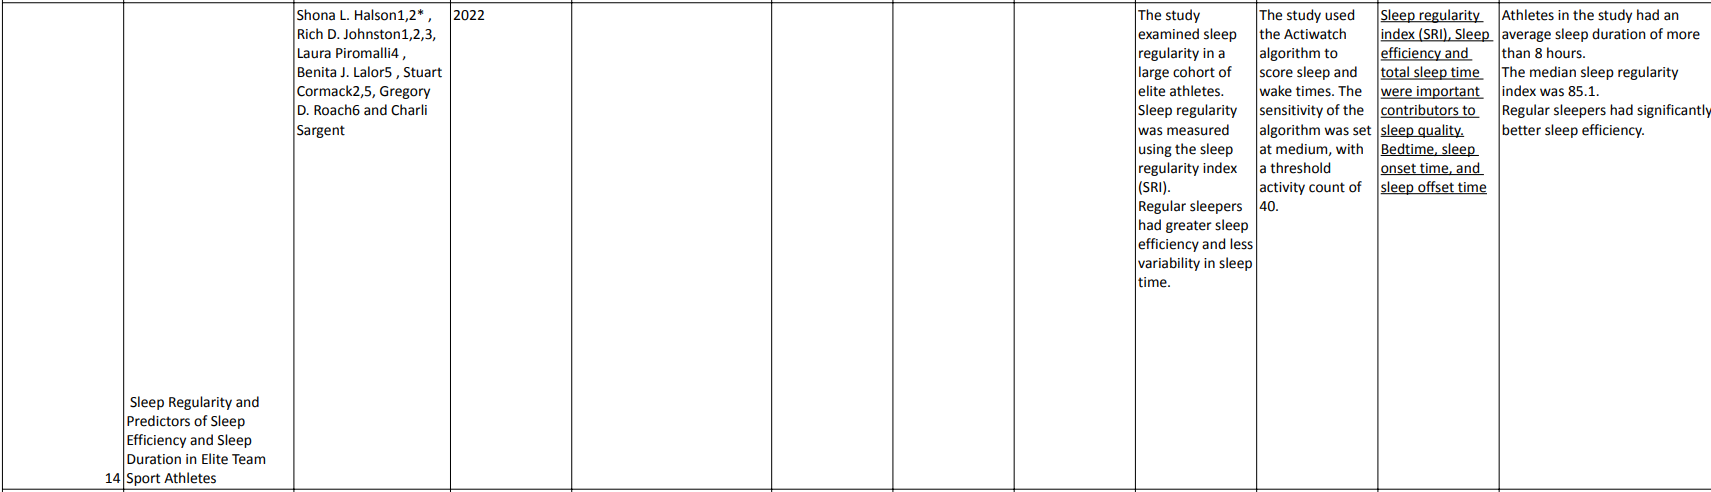 Shona L. Halson1,2* ,
Rich D. Johnston1,2,3,
Laura Piromalli4 ,
Benita J. Lalor5 , Stuart
Cormack2,5, Gregory
D. Roach6 and Charli
Sargent
2022
The study
examined sleep
regularity in a
large cohort of
elite athletes.
Sleep regularity
was measured
using the sleep
regularity index
(SRI).
Regular sleepers
had greater sleep
efficiency and less
variability in sleep
time.
The study used
the Actiwatch
algorithm to
score sleep and
wake times. The
sensitivity of the
algorithm was set
at medium, with
a threshold
activity count of
40.
Sleep regularity
index (SRI), Sleep
efficiency and
total sleep time
were important
contributors to
sleep quality.
Bedtime, sleep
onset time, and
sleep offset time
Athletes in the study had an
average sleep duration of more
than 8 hours.
The median sleep regularity
index was 85.1.
Regular sleepers had significantly
better sleep efficiency.
14
Sleep Regularity and
Predictors of Sleep
Efficiency and Sleep
Duration in Elite Team
Sport Athletes